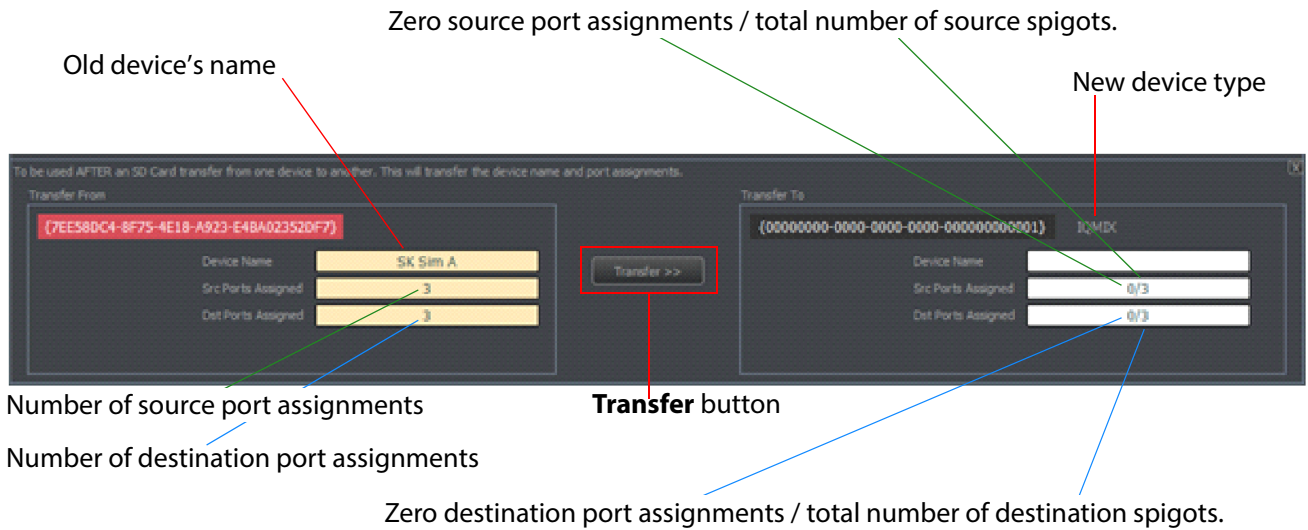 Zero source port assignments / total number of source spigots.
Old device's name
New device type
To be used AFTER an SD Card transfer from one device to another. This will transfer the device name and port assignments.
Transfer From
Transfer To
{7EE58DC4-8F75-4E18-A923-E4BA02352DF7}
{00000000-0000-0000-0000-000000000001} IQMIX
Device Name SK Sim A
Transfer >>
Device Name
Src Ports Assigned 3
Src Ports Assigned 0/3
Dst Ports Assigned 3
Dst Ports Assigned 0/3
Number of source port assignments
Transfer button
Number of destination port assignments
Zero destination port assignments / total number of destination spigots.